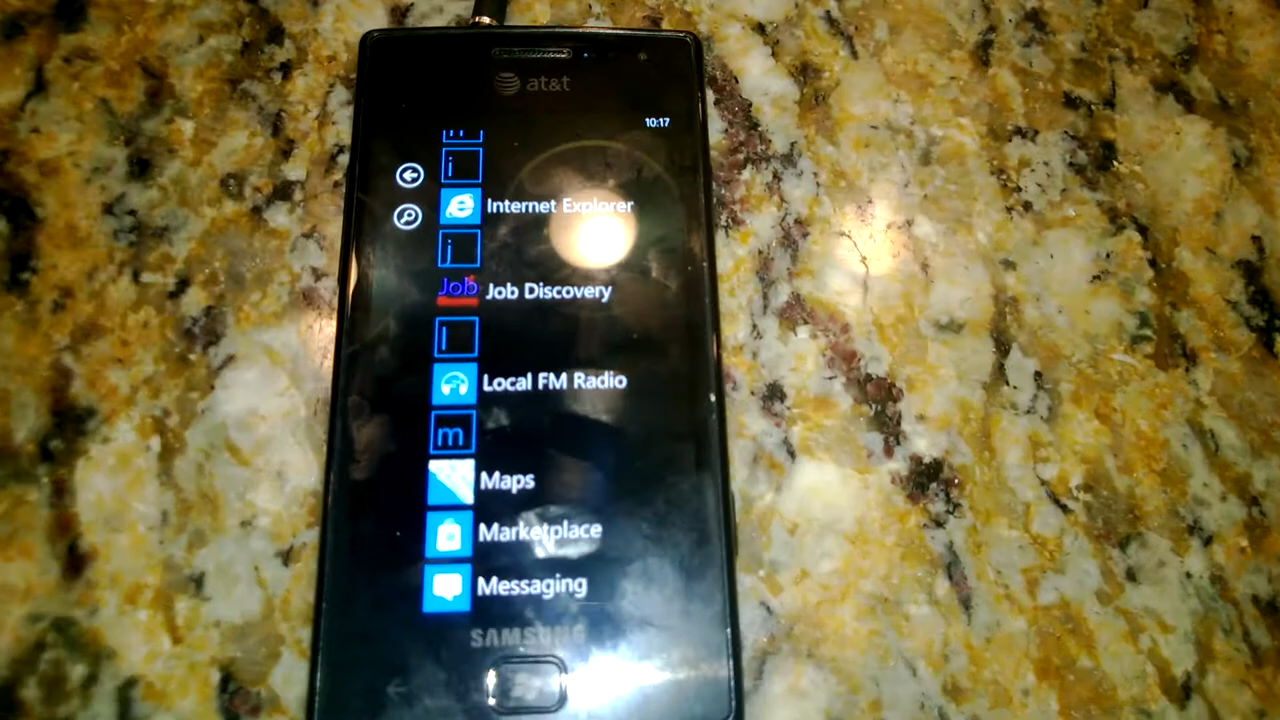 at&t
10:17
i
Internet Explorer
j
Job
Job Discovery
l
Local FM Radio
m
Maps
Marketplace
Messaging
SAMSUNG